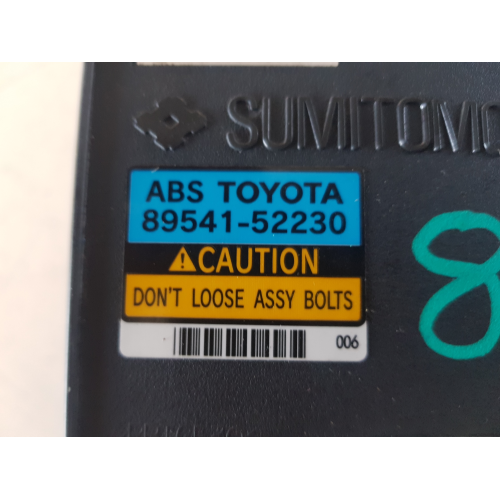 SUMITOMO
ABS TOYOTA
89541-52230
CAUTION
DON'T LOOSE ASSY BOLTS
006
8